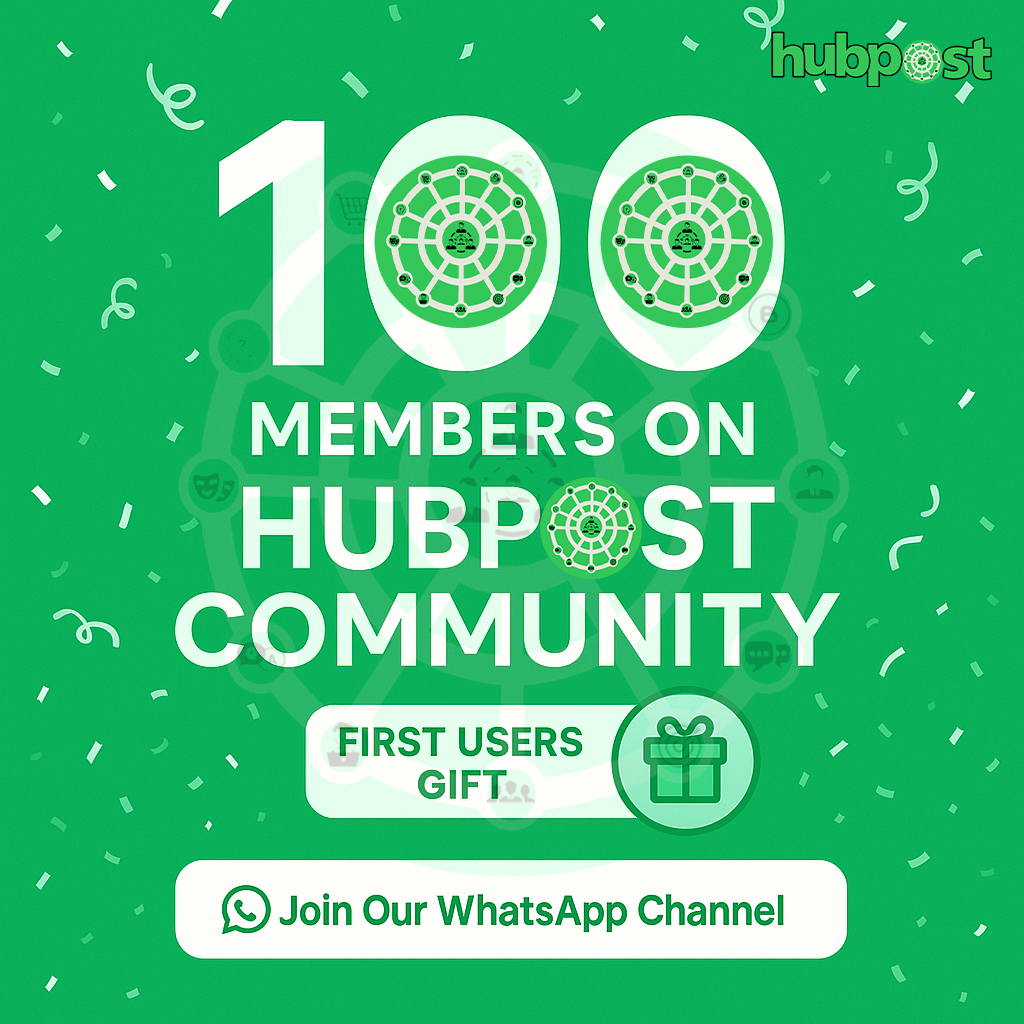 hubpost
100
MEMBERS ON
HUBPOST
COMMUNITY
FIRST USERS
GIFT
Join Our WhatsApp Channel